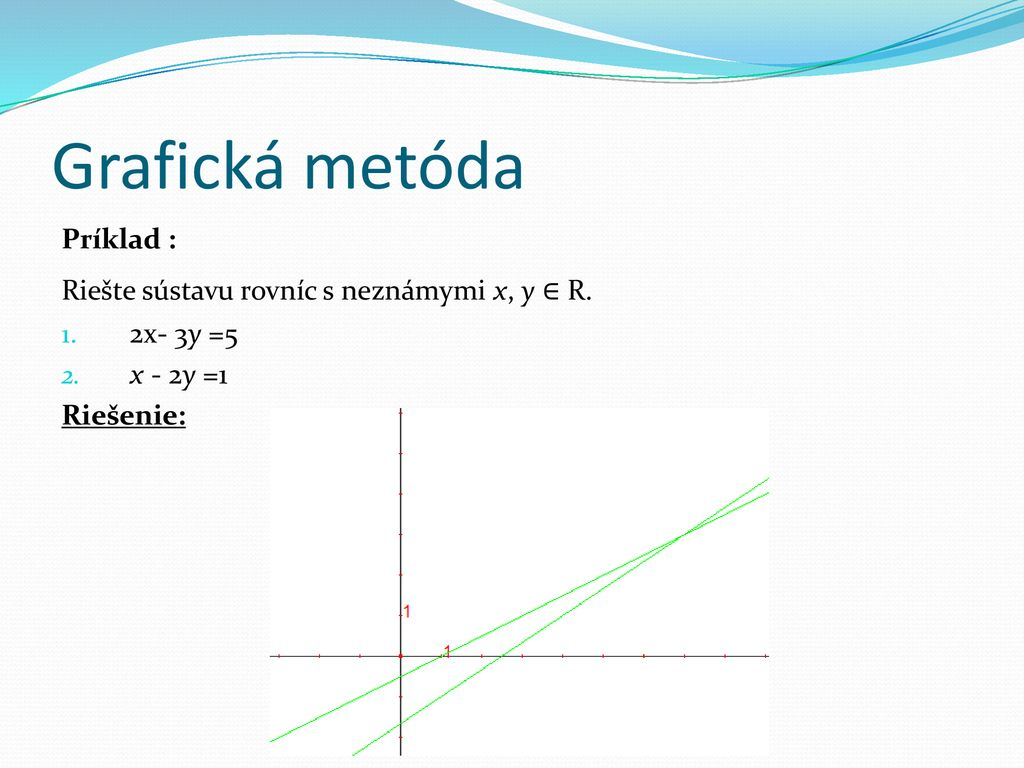 Grafická metóda
Príklad :
Riešte sústavu rovníc s neznámymi x, y ∈ R.
1. 2x- 3y =5
2. x - 2y =1
Riešenie:
1
1